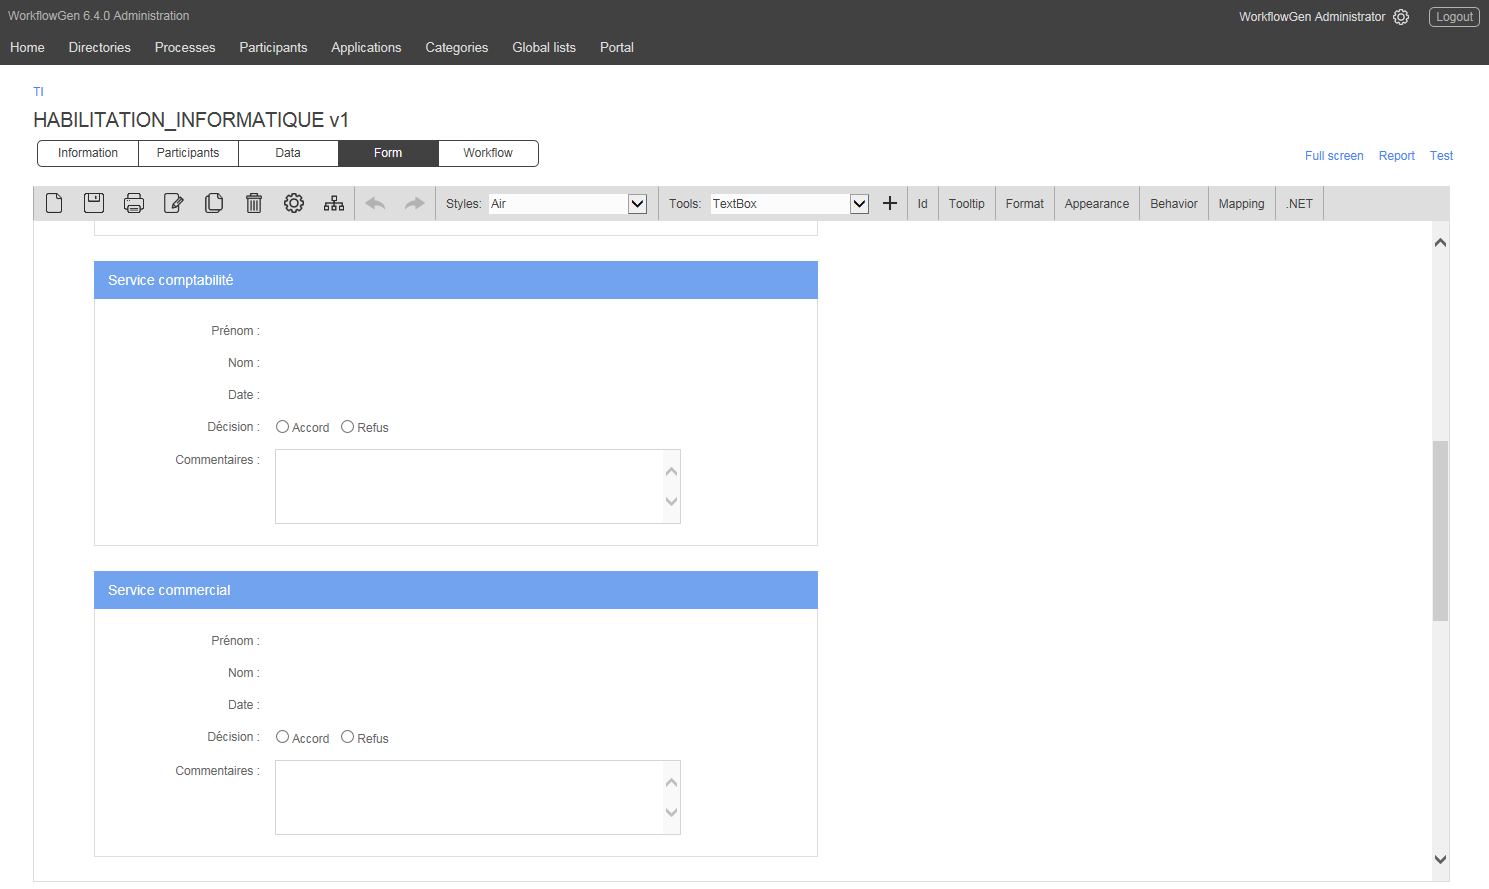 WorkflowGen 6.4.0 Administration
WorkflowGen Administrator Logout
Home Directories Processes Participants Applications Categories Global lists Portal
TI
HABILITATION_INFORMATIQUE v1
Information Participants Data Form Workflow
Full screen Report Test
Styles: Air Tools: TextBox Id Tooltip Format Appearance Behavior Mapping .NET
Service comptabilité
Prénom :
Nom :
Date :
Décision : Accord Refus
Commentaires :
Service commercial
Prénom :
Nom :
Date :
Décision : Accord Refus
Commentaires :